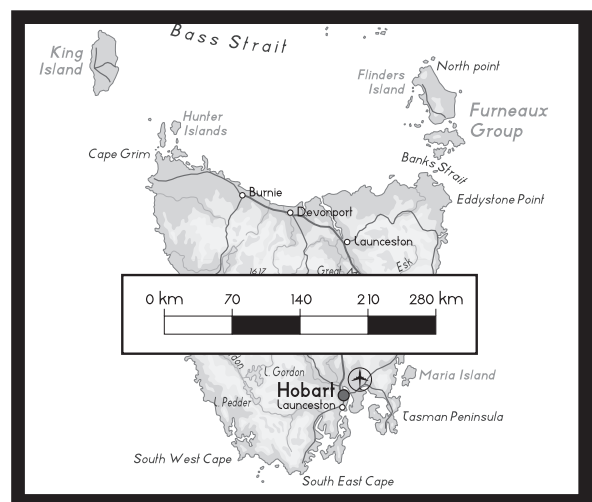 Bass Strait
King
Island
North point
Flinders
Island
Furneaux
Group
Hunter
Islands
Cape Grim
Banks Strait
Burnie
Eddystone Point
Devonport
Launceston
Esk
1617
Great
0 km 70 140 210 280 km
L. Gordon
Maria Island
Hobart
L. Pedder
Launceston
Tasman Peninsula
South West Cape
South East Cape